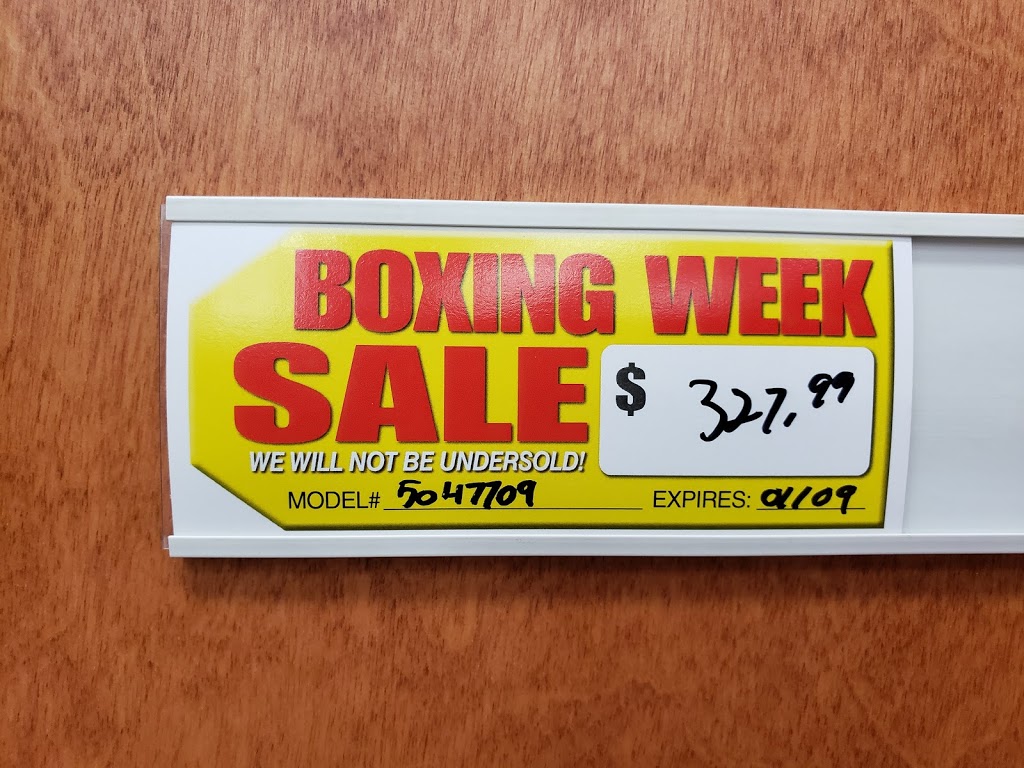 BOXING WEEK
SALE $ 327.99
WE WILL NOT BE UNDERSOLD!
MODEL# 5047709 EXPIRES: 01/09